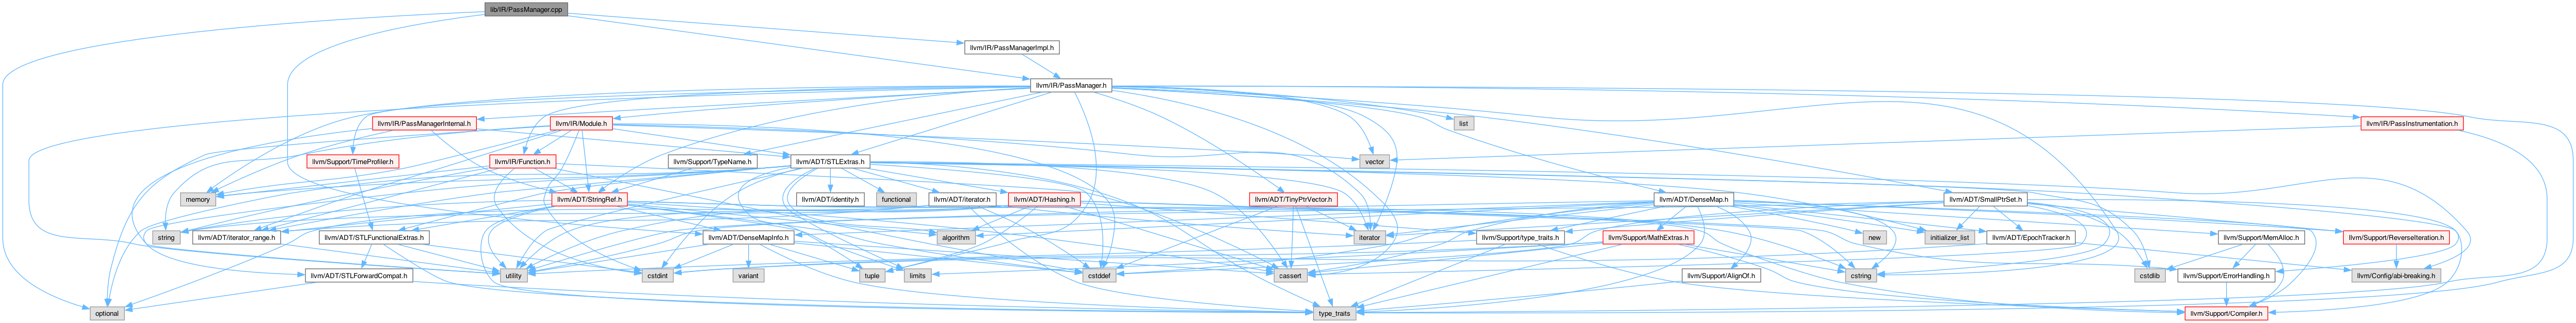 lib/IR/PassManager.cpp
llvm/IR/PassManagerImpl.h
llvm/IR/PassManager.h
llvm/IR/PassManagerInternal.h
llvm/IR/Module.h
list
llvm/IR/PassInstrumentation.h
llvm/Support/TimeProfiler.h
llvm/IR/Function.h
llvm/Support/TypeName.h
llvm/ADT/STLExtras.h
vector
memory
llvm/ADT/StringRef.h
llvm/ADT/identity.h
functional
llvm/ADT/iterator.h
llvm/ADT/Hashing.h
llvm/ADT/TinyPtrVector.h
llvm/ADT/DenseMap.h
llvm/ADT/SmallPtrSet.h
string
llvm/ADT/iterator_range.h
llvm/ADT/STLFunctionalExtras.h
llvm/ADT/DenseMapInfo.h
algorithm
iterator
llvm/Support/type_traits.h
llvm/Support/MathExtras.h
new
initializer_list
llvm/ADT/EpochTracker.h
llvm/Support/MemAlloc.h
llvm/Support/ReverseIteration.h
llvm/ADT/STLForwardCompat.h
utility
cstdint
variant
tuple
limits
cstddef
cassert
llvm/Support/AlignOf.h
cstring
cstdlib
llvm/Support/ErrorHandling.h
llvm/Config/abi-breaking.h
optional
type_traits
llvm/Support/Compiler.h